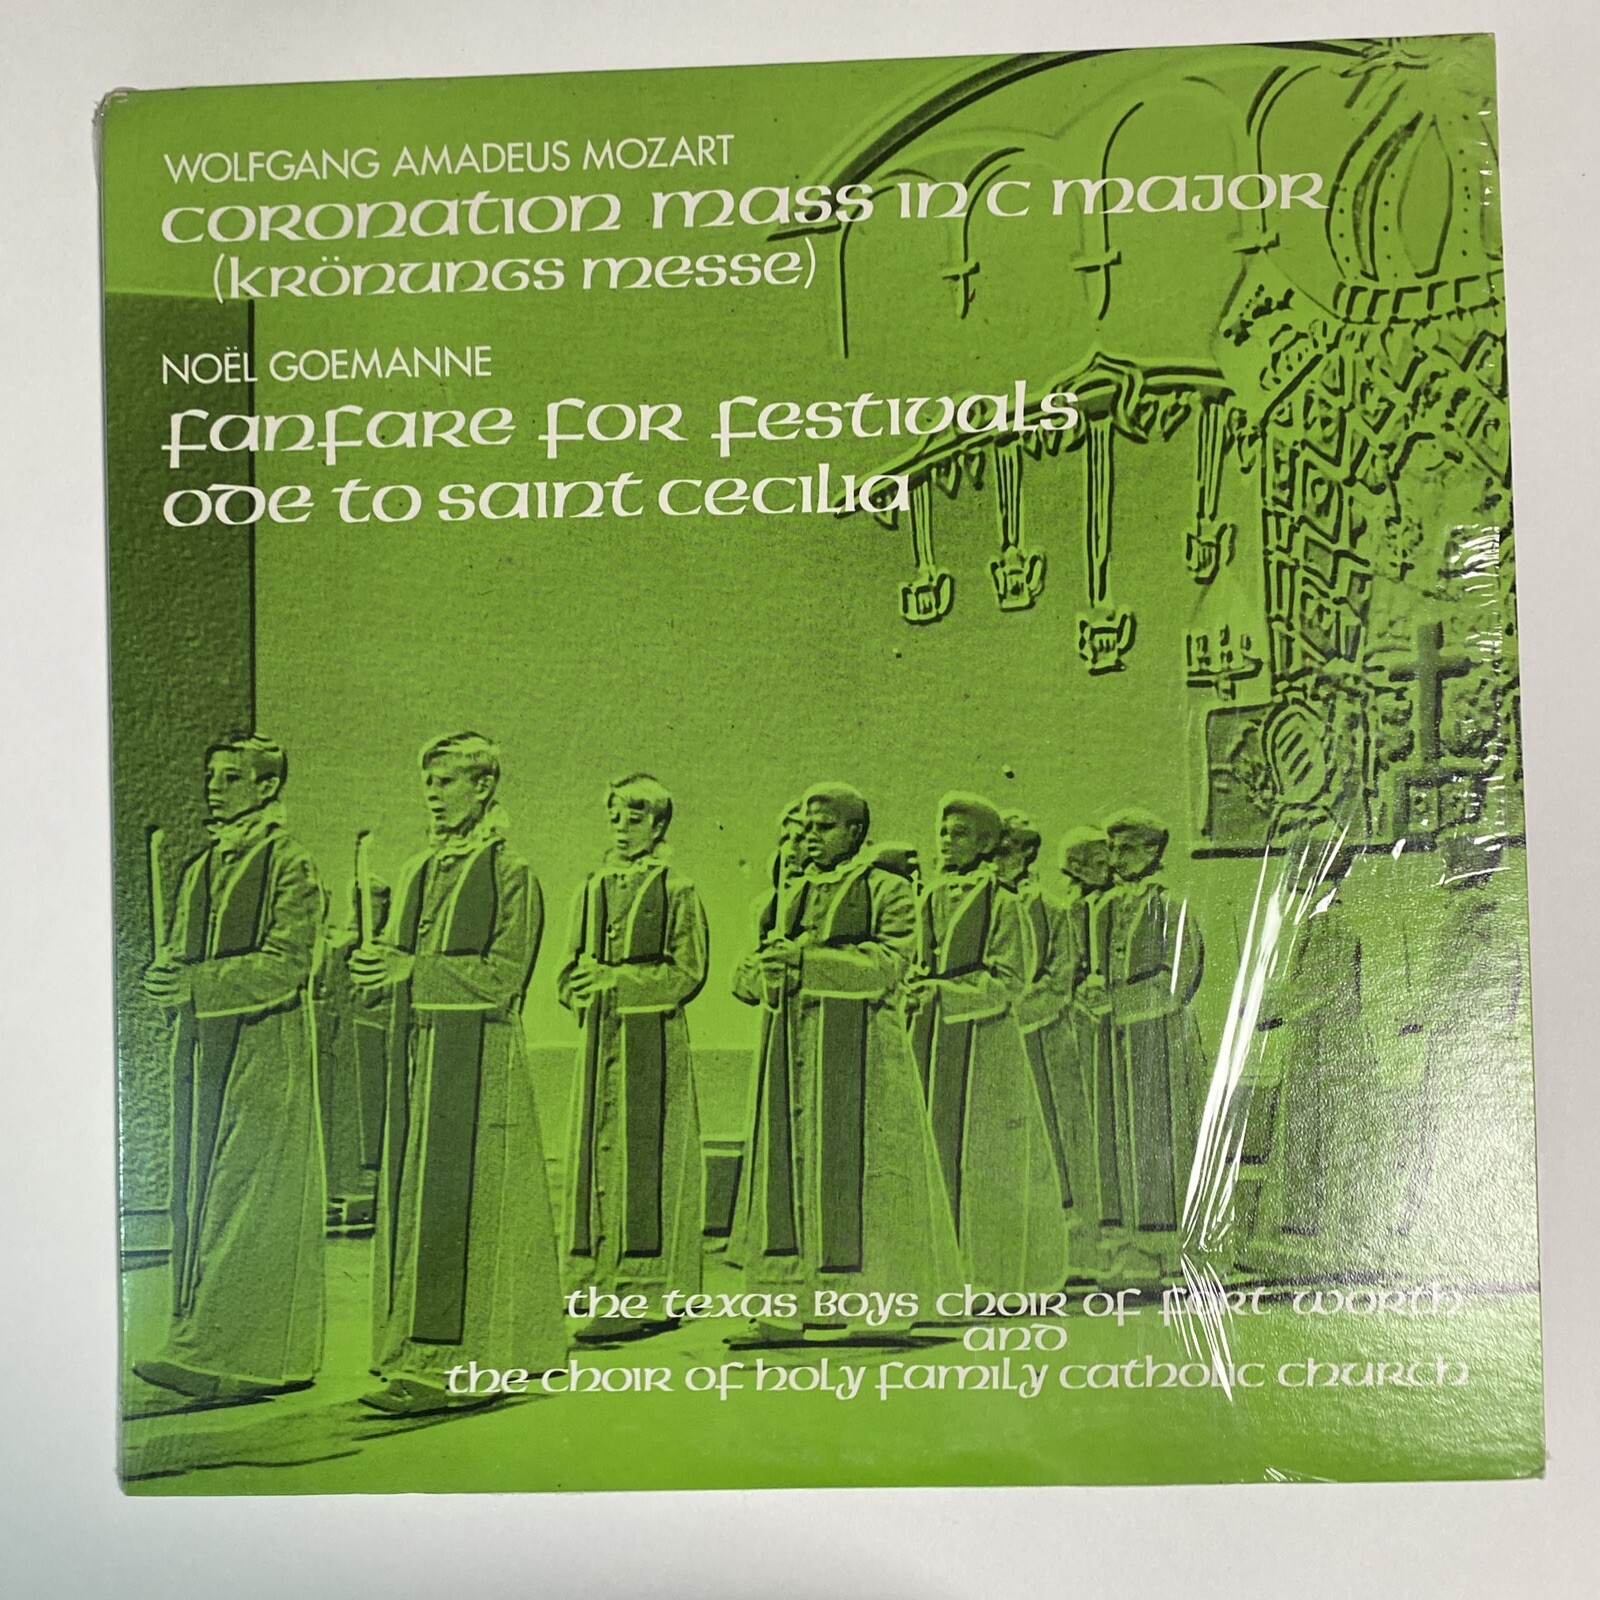 WOLFGANG AMADEUS MOZART
CORONATION MASS IN C MAJOR
(KRÖNUNGS MESSE)
NOËL GOEMANNE
FANFARE FOR FESTIVALS
ODE TO SAINT CECILIA
THE TEXAS BOYS CHOIR OF FORT WORTH
AND
THE CHOIR OF HOLY FAMILY CATHOLIC CHURCH